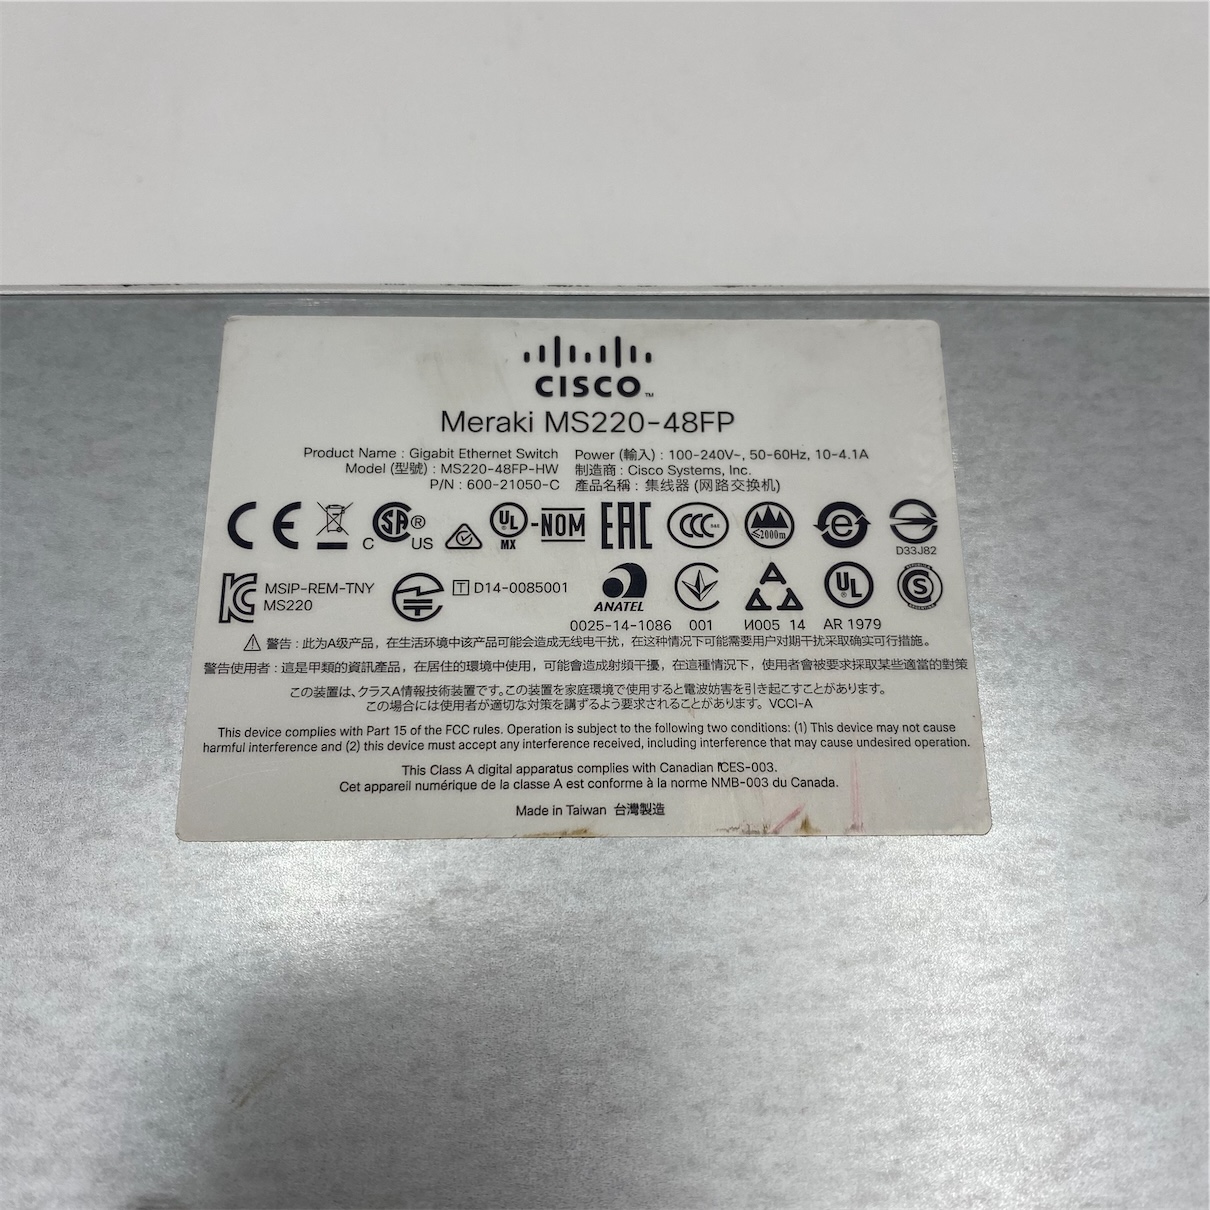 CISCO™
Meraki MS220-48FP
Product Name : Gigabit Ethernet Switch Power (輸入) : 100-240V~, 50-60Hz, 10-4.1A
Model (型號) : MS220-48FP-HW 制造商 : Cisco Systems, Inc.
P/N : 600-21050-C 產品名稱 : 集线器 (网路交换机)
CE C SA® US UL MX -NOM EAC CCC S&E ≤2000m e D33J82
MSIP-REM-TNY
MS220
T D14-0085001
ANATEL
0025-14-1086 001 И005 14 UL® AR 1979 S
警告 : 此为A级产品，在生活环境中该产品可能会造成无线电干扰，在这种情况下可能需要用户对期干扰采取确实可行措施。
警告使用者 : 這是甲類的資訊產品，在居住的環境中使用，可能會造成射頻干擾，在這種情況下，使用者會被要求採取某些適當的對策
この装置は、クラスA情報技術装置です。この装置を家庭環境で使用すると電波妨害を引き起こすことがあります。
この場合には使用者が適切な対策を講ずるよう要求されることがあります。 VCCI-A
This device complies with Part 15 of the FCC rules. Operation is subject to the following two conditions: (1) This device may not cause
harmful interference and (2) this device must accept any interference received, including interference that may cause undesired operation.
This Class A digital apparatus complies with Canadian ICES-003.
Cet appareil numérique de la classe A est conforme à la norme NMB-003 du Canada.
Made in Taiwan 台灣製造